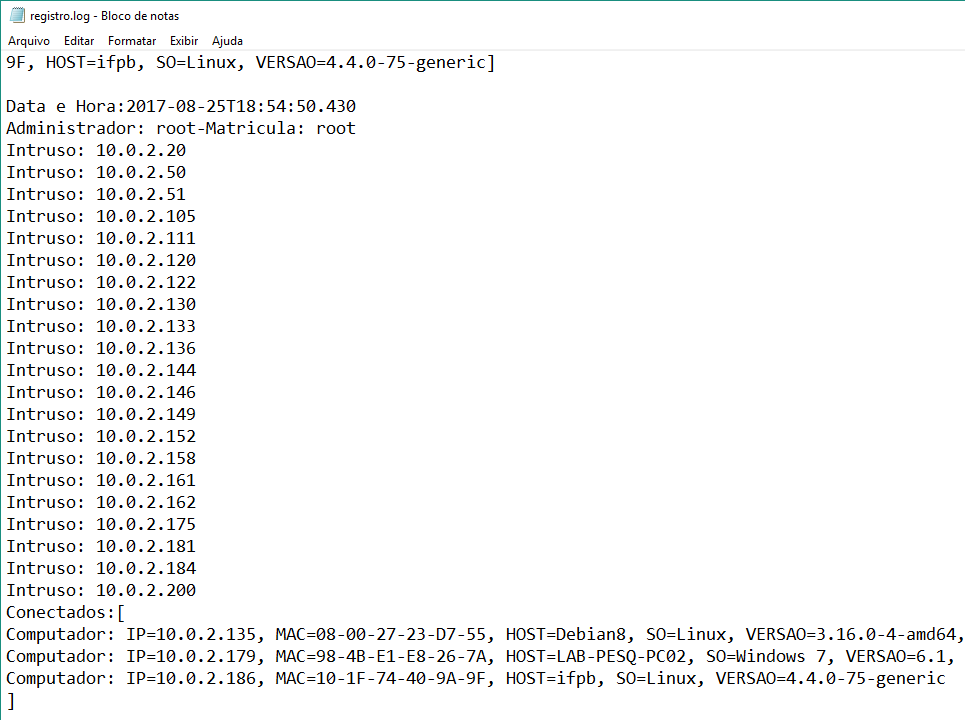 registro.log - Bloco de notas
Arquivo Editar Formatar Exibir Ajuda
9F, HOST=ifpb, SO=Linux, VERSAO=4.4.0-75-generic]
Data e Hora:2017-08-25T18:54:50.430
Administrador: root-Matricula: root
Intruso: 10.0.2.20
Intruso: 10.0.2.50
Intruso: 10.0.2.51
Intruso: 10.0.2.105
Intruso: 10.0.2.111
Intruso: 10.0.2.120
Intruso: 10.0.2.122
Intruso: 10.0.2.130
Intruso: 10.0.2.133
Intruso: 10.0.2.136
Intruso: 10.0.2.144
Intruso: 10.0.2.146
Intruso: 10.0.2.149
Intruso: 10.0.2.152
Intruso: 10.0.2.158
Intruso: 10.0.2.161
Intruso: 10.0.2.162
Intruso: 10.0.2.175
Intruso: 10.0.2.181
Intruso: 10.0.2.184
Intruso: 10.0.2.200
Conectados:[
Computador: IP=10.0.2.135, MAC=08-00-27-23-D7-55, HOST=Debian8, SO=Linux, VERSAO=3.16.0-4-amd64,
Computador: IP=10.0.2.179, MAC=98-4B-E1-E8-26-7A, HOST=LAB-PESQ-PC02, SO=Windows 7, VERSAO=6.1,
Computador: IP=10.0.2.186, MAC=10-1F-74-40-9A-9F, HOST=ifpb, SO=Linux, VERSAO=4.4.0-75-generic
]